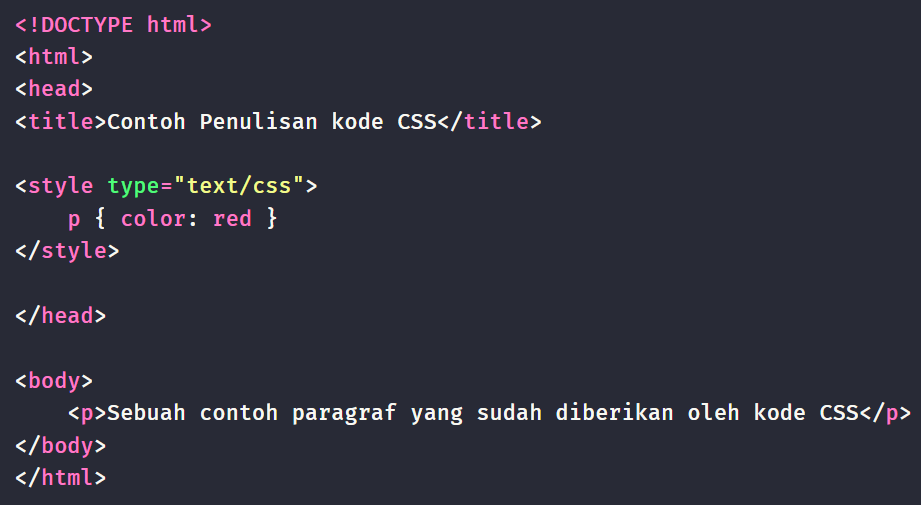 <!DOCTYPE html>
<html>
<head>
<title>Contoh Penulisan kode CSS</title>
<style type="text/css">
p { color: red }
</style>
</head>
<body>
<p>Sebuah contoh paragraf yang sudah diberikan oleh kode CSS</p>
</body>
</html>